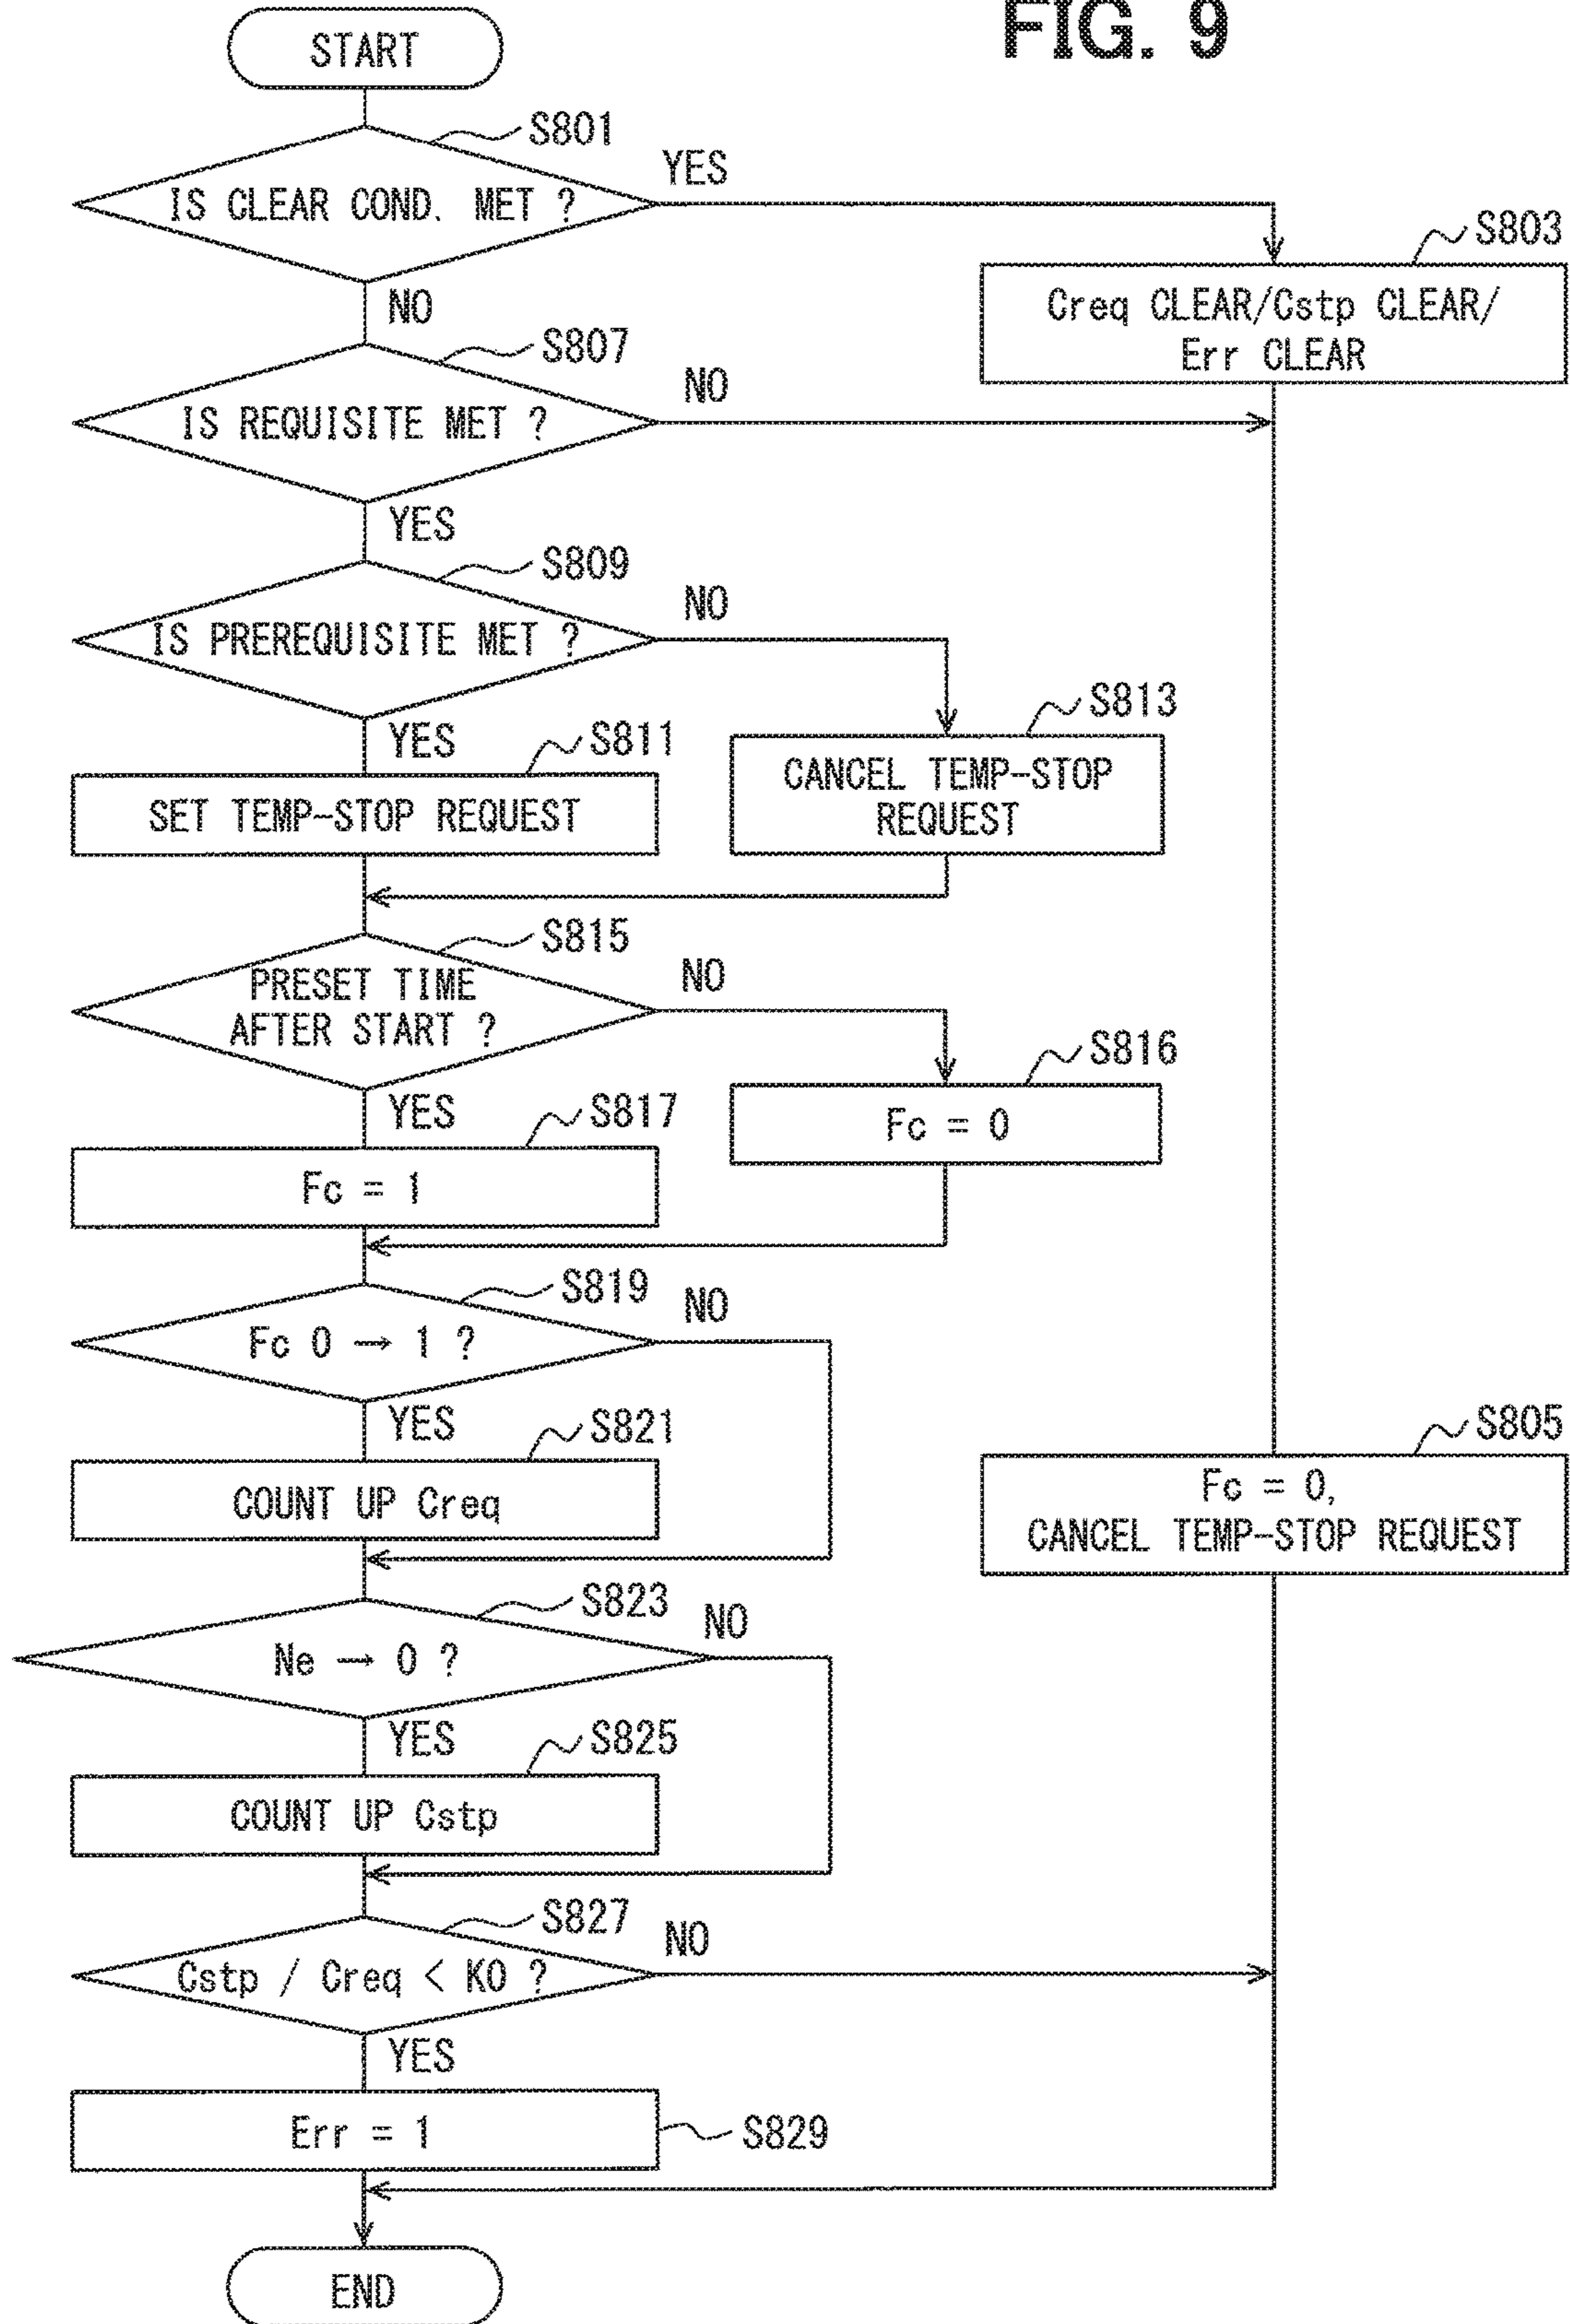 FIG. 9
START
S801
IS CLEAR COND. MET ?
YES
NO
S803
Creq CLEAR/Cstp CLEAR/
Err CLEAR
S807
IS REQUISITE MET ?
NO
YES
S809
IS PREREQUISITE MET ?
NO
YES
S811
SET TEMP-STOP REQUEST
S813
CANCEL TEMP-STOP
REQUEST
S815
PRESET TIME
AFTER START ?
NO
YES
S816
Fc = 0
S817
Fc = 1
S819
Fc 0 → 1 ?
NO
YES
S821
COUNT UP Creq
S805
Fc = 0,
CANCEL TEMP-STOP REQUEST
S823
Ne → 0 ?
NO
YES
S825
COUNT UP Cstp
S827
Cstp / Creq < K0 ?
NO
YES
Err = 1
S829
END